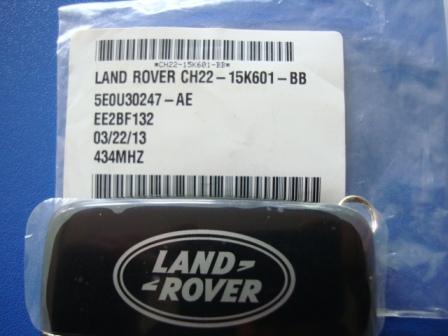 *CH22-15K601-BB*
LAND ROVER CH22-15K601-BB
5E0U30247-AE
EE2BF132
03/22/13
434MHZ
LAND
ROVER